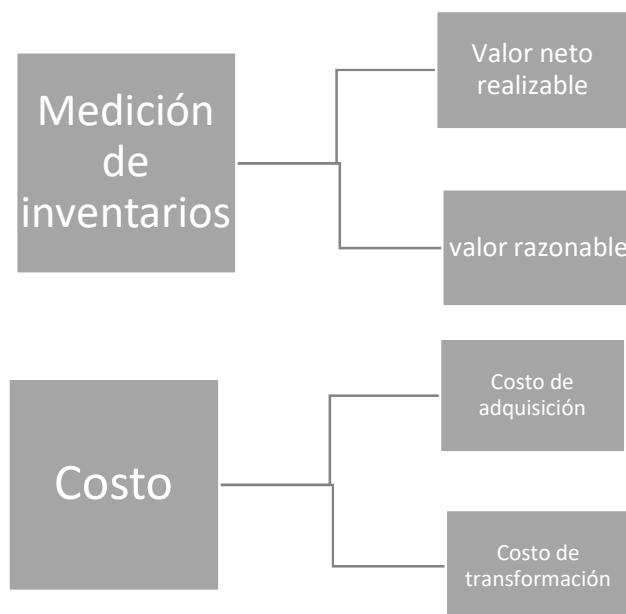 Medición
de
inventarios
Valor neto
realizable
valor razonable
Costo
Costo de
adquisición
Costo de
transformación